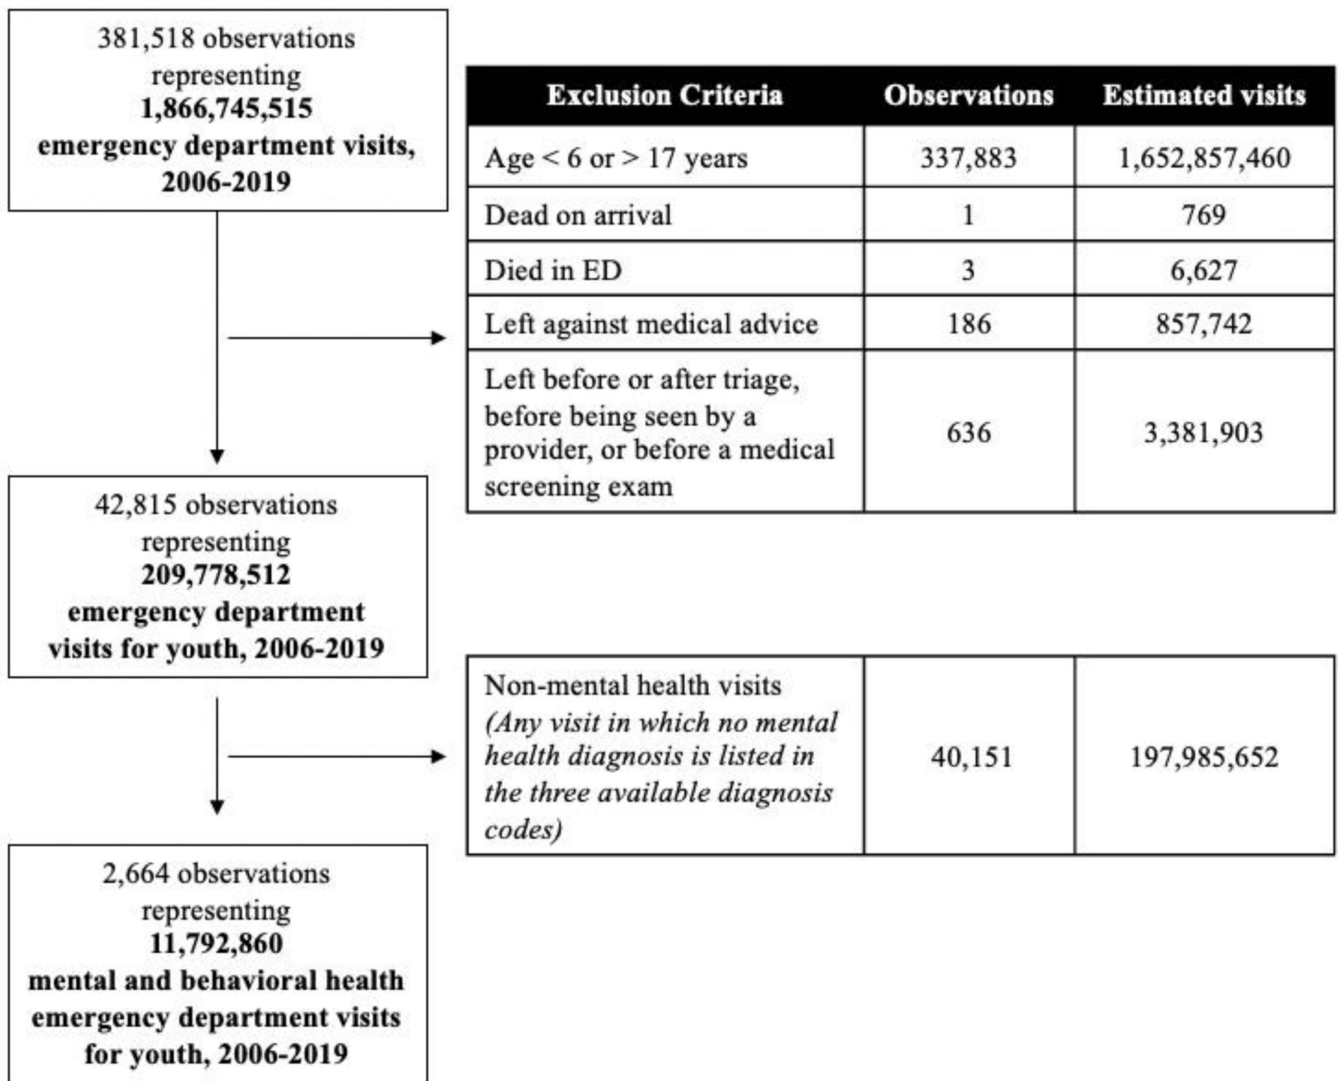 381,518 observations
representing
1,866,745,515
emergency department visits,
2006-2019
Exclusion Criteria Observations Estimated visits
Age < 6 or > 17 years 337,883 1,652,857,460
Dead on arrival 1 769
Died in ED 3 6,627
Left against medical advice 186 857,742
Left before or after triage,
before being seen by a
provider, or before a medical
screening exam
636 3,381,903
42,815 observations
representing
209,778,512
emergency department
visits for youth, 2006-2019
Non-mental health visits
(Any visit in which no mental
health diagnosis is listed in
the three available diagnosis
codes)
40,151 197,985,652
2,664 observations
representing
11,792,860
mental and behavioral health
emergency department visits
for youth, 2006-2019